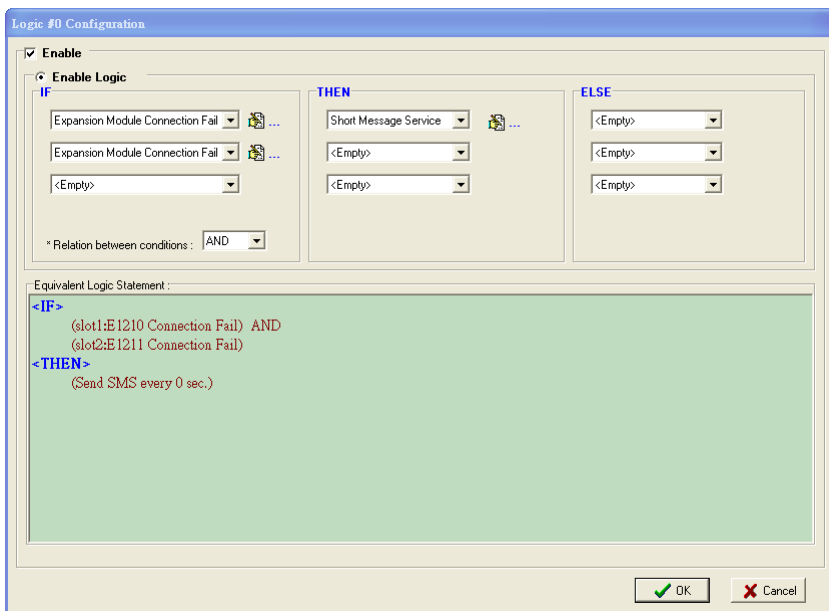 Logic #0 Configuration
Enable
Enable Logic
IF
Expansion Module Connection Fail
...
Expansion Module Connection Fail
...
<Empty>
* Relation between conditions : AND
THEN
Short Message Service
...
<Empty>
<Empty>
ELSE
<Empty>
<Empty>
<Empty>
Equivalent Logic Statement :
<IF>
(slot1:E1210 Connection Fail) AND
(slot2:E1211 Connection Fail)
<THEN>
(Send SMS every 0 sec.)
OK
Cancel